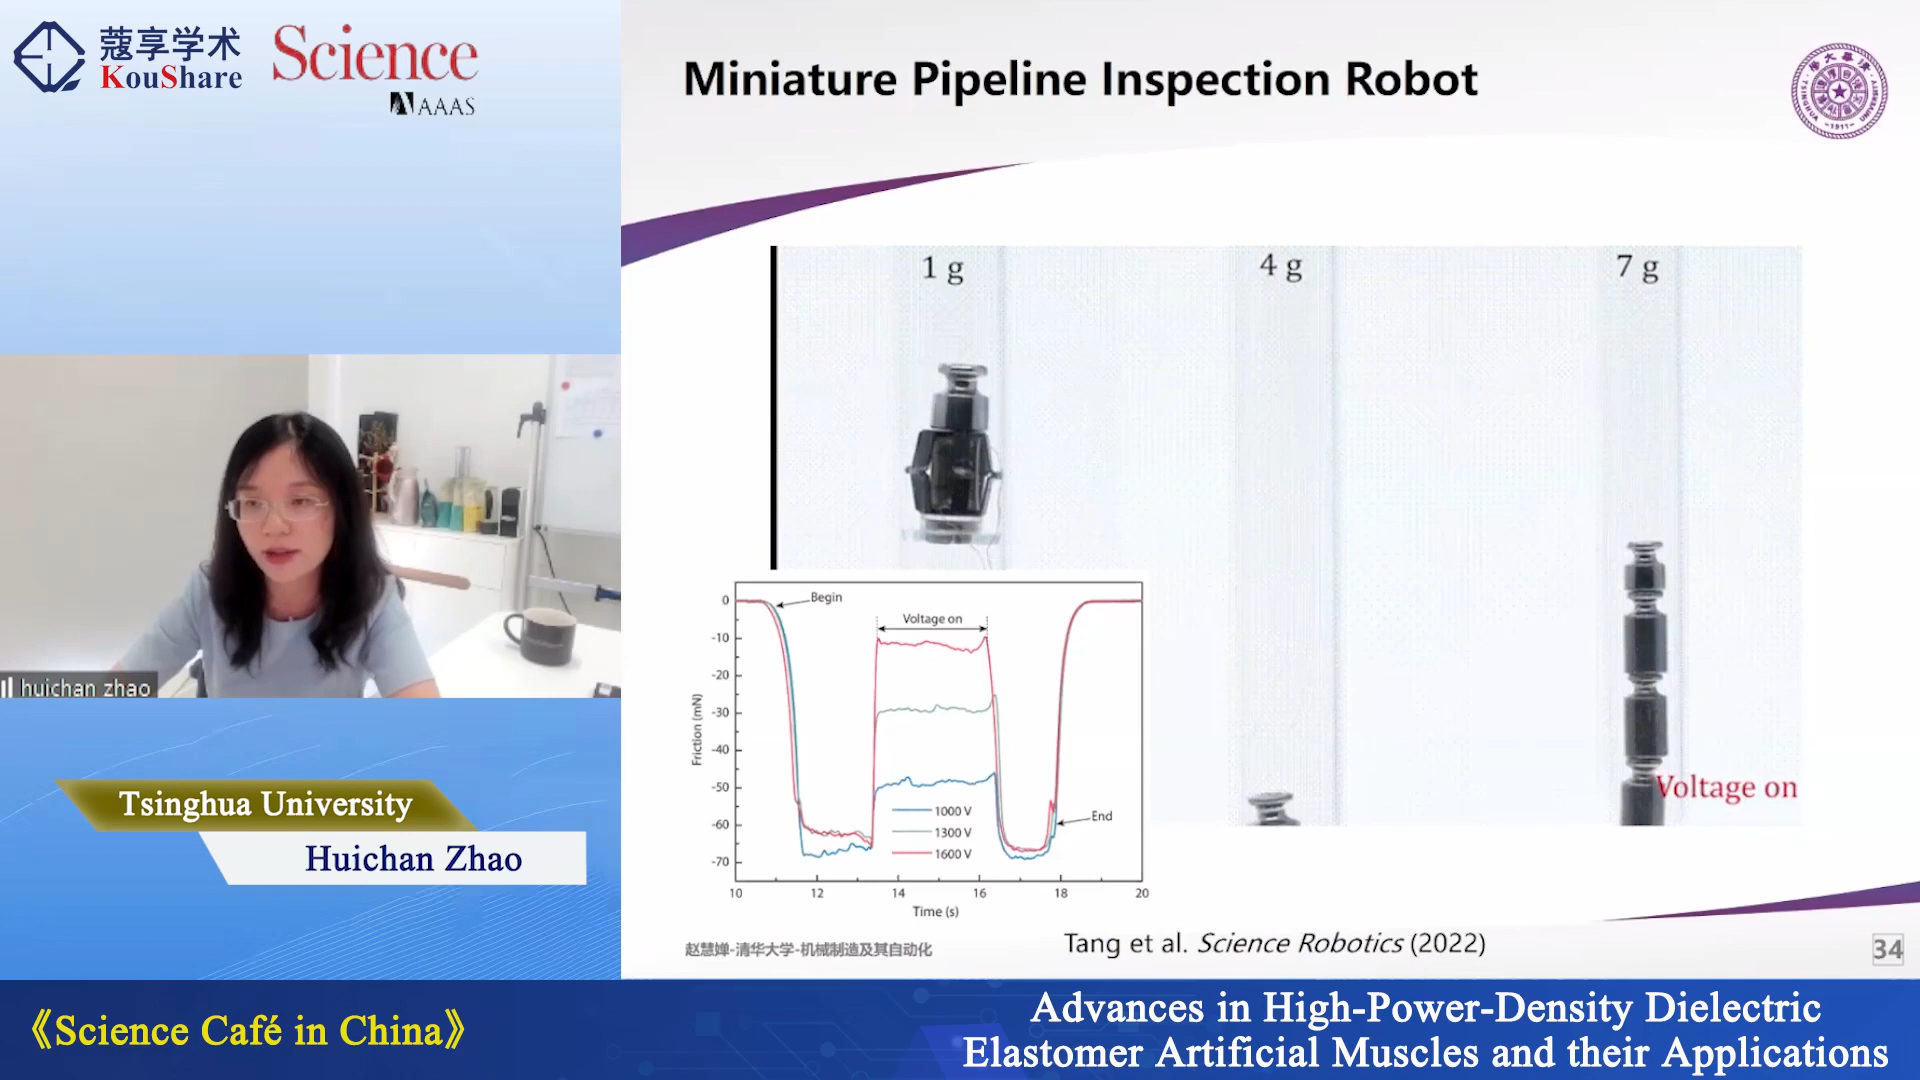 蔻享学术
KouShare
Science
AAAS
huichan zhao
Tsinghua University
Huichan Zhao
《Science Café in China》
Miniature Pipeline Inspection Robot
1 g
4 g
7 g
Voltage on
Begin
Voltage on
End
0
-10
-20
-30
-40
-50
-60
-70
Friction (mN)
1000 V
1300 V
1600 V
10 12 14 16 18 20
Time (s)
赵慧婵-清华大学-机械制造及其自动化
Tang et al. Science Robotics (2022)
34
TSINGHUA UNIVERSITY
-1911-
Advances in High-Power-Density Dielectric
Elastomer Artificial Muscles and their Applications